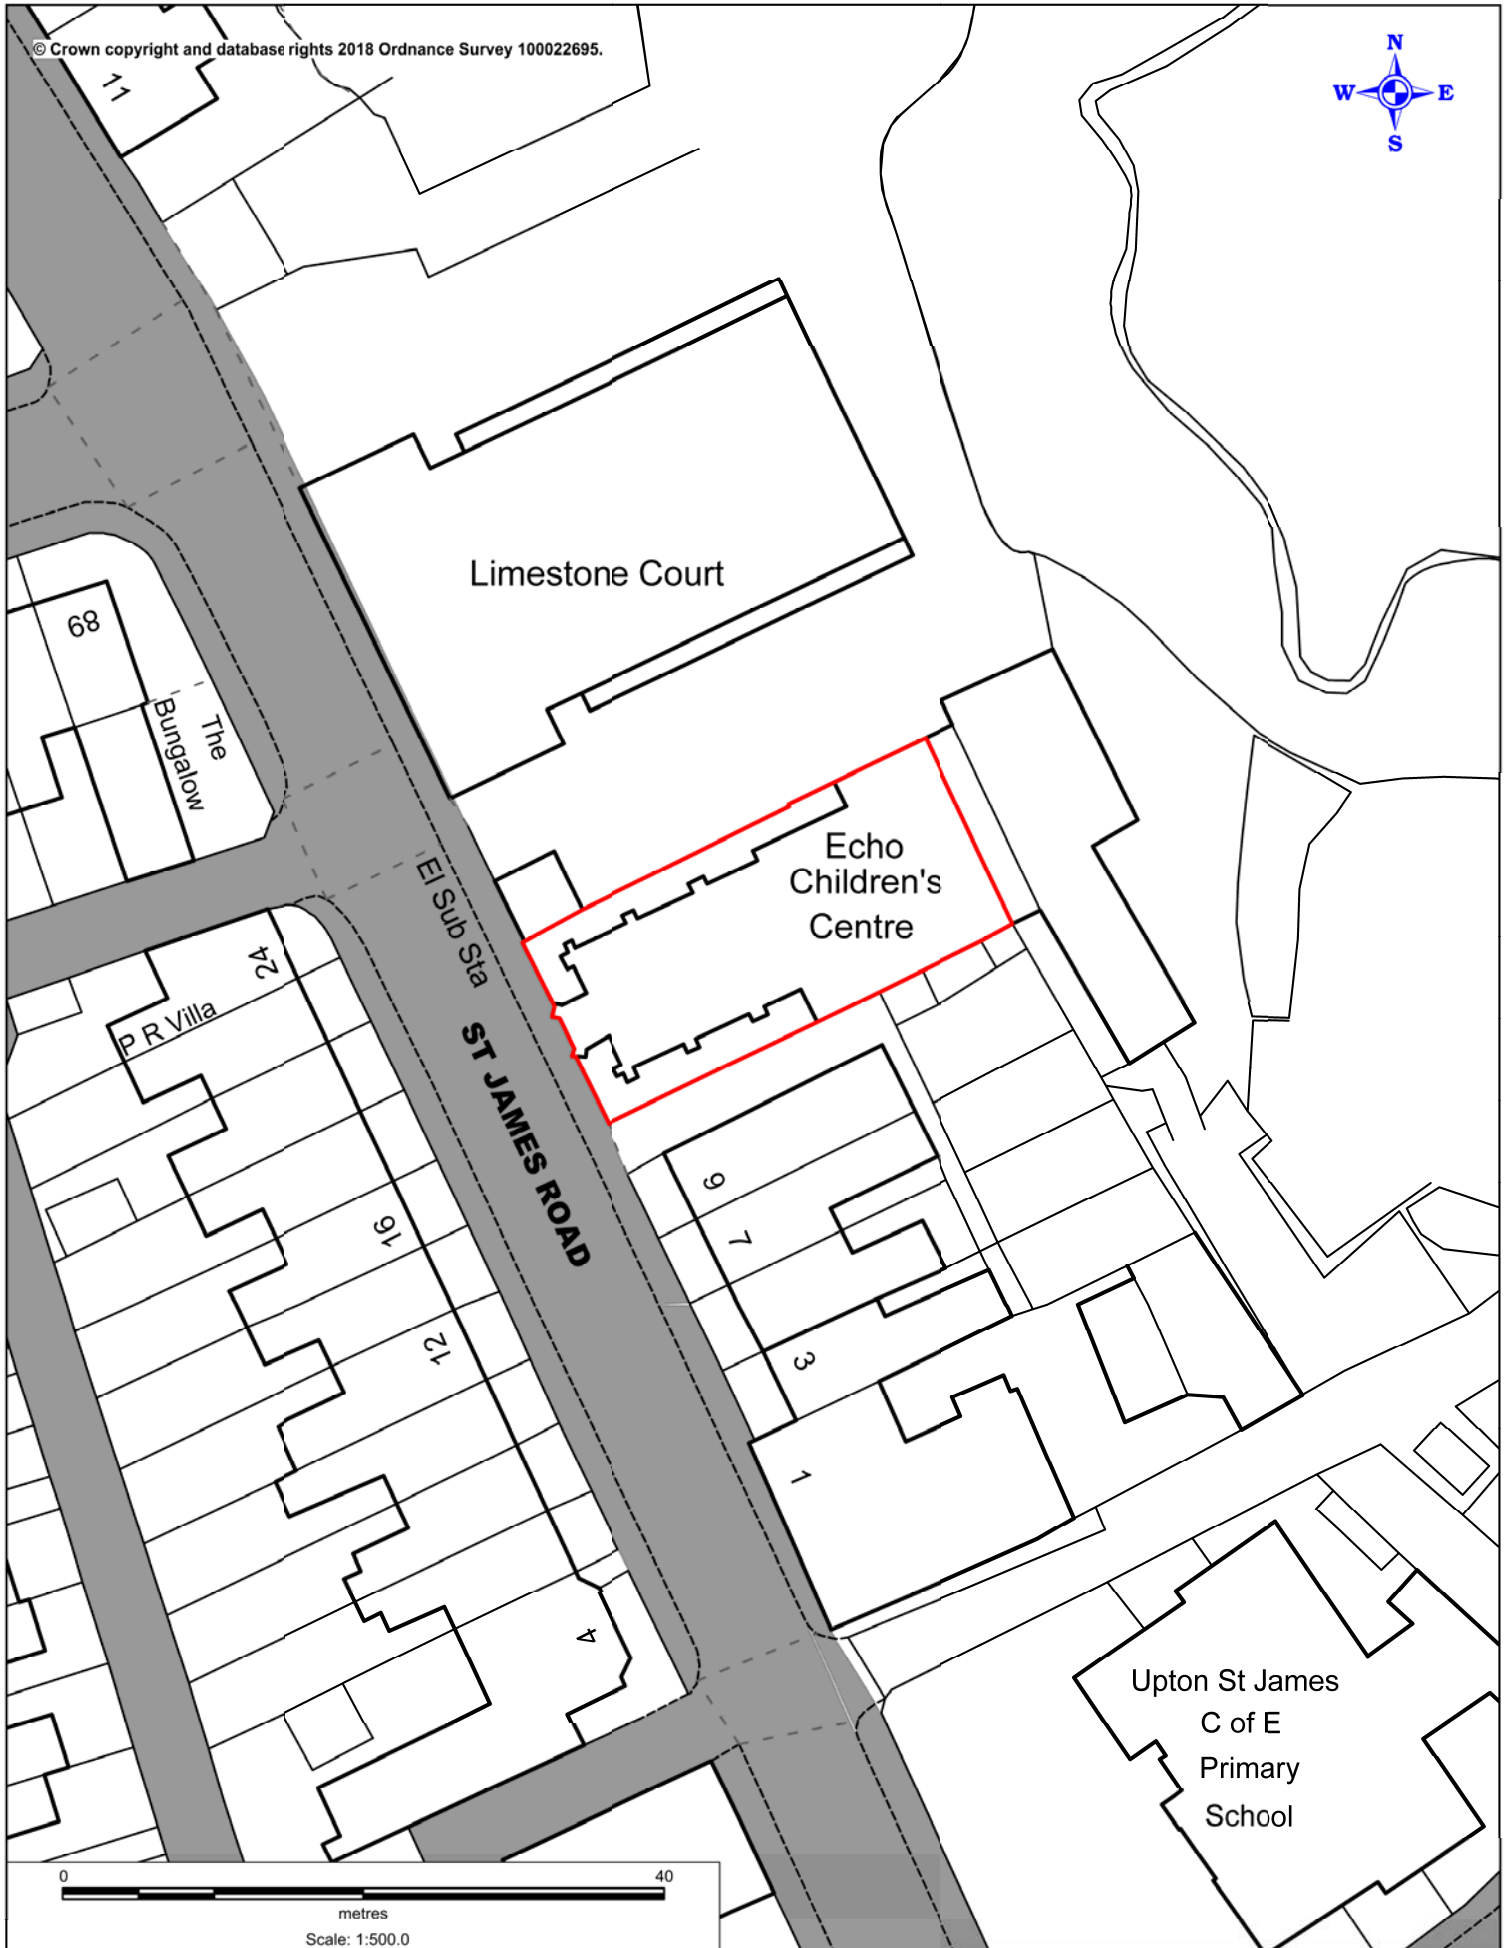 © Crown copyright and database rights 2018 Ordnance Survey 100022695.
N
W E
S
11
Limestone Court
68
The
Bungalow
El Sub Sta
Echo
Children's
Centre
24
P R Villa
ST JAMES ROAD
9
7
16
12
3
1
4
Upton St James
C of E
Primary
School
0 40
metres
Scale: 1:500.0